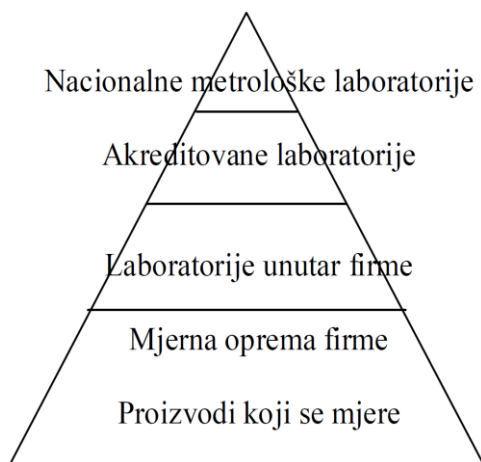 Nacionalne metrološke laboratorije
Akreditovane laboratorije
Laboratorije unutar firme
Mjerna oprema firme
Proizvodi koji se mjere